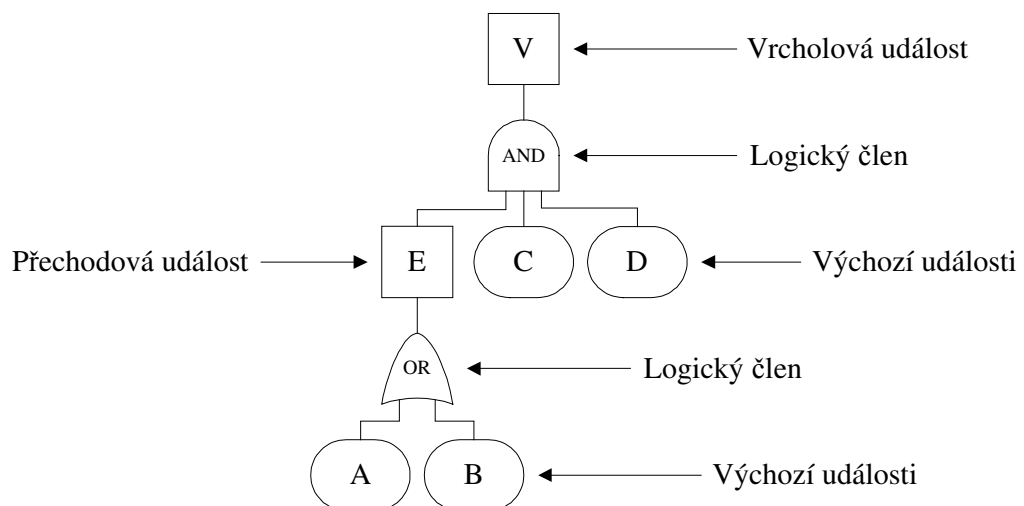 V Vrcholová událost
AND Logický člen
Přechodová událost E C D Výchozí události
OR Logický člen
A B Výchozí události